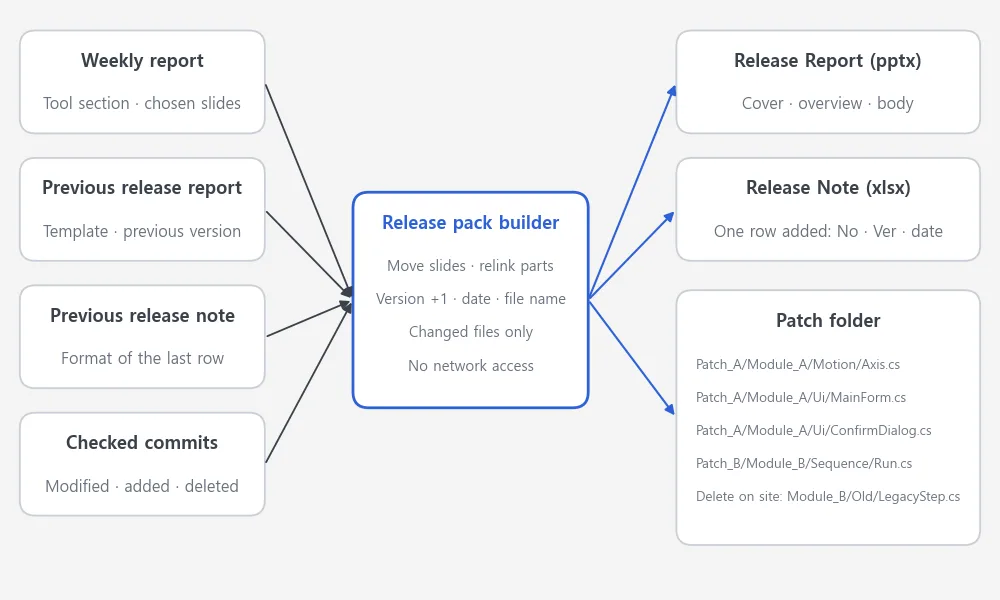 Weekly report
Tool section · chosen slides
Previous release report
Template · previous version
Previous release note
Format of the last row
Checked commits
Modified · added · deleted
Release pack builder
Move slides · relink parts
Version +1 · date · file name
Changed files only
No network access
Release Report (pptx)
Cover · overview · body
Release Note (xlsx)
One row added: No · Ver · date
Patch folder
Patch_A/Module_A/Motion/Axis.cs
Patch_A/Module_A/Ui/MainForm.cs
Patch_A/Module_A/Ui/ConfirmDialog.cs
Patch_B/Module_B/Sequence/Run.cs
Delete on site: Module_B/Old/LegacyStep.cs